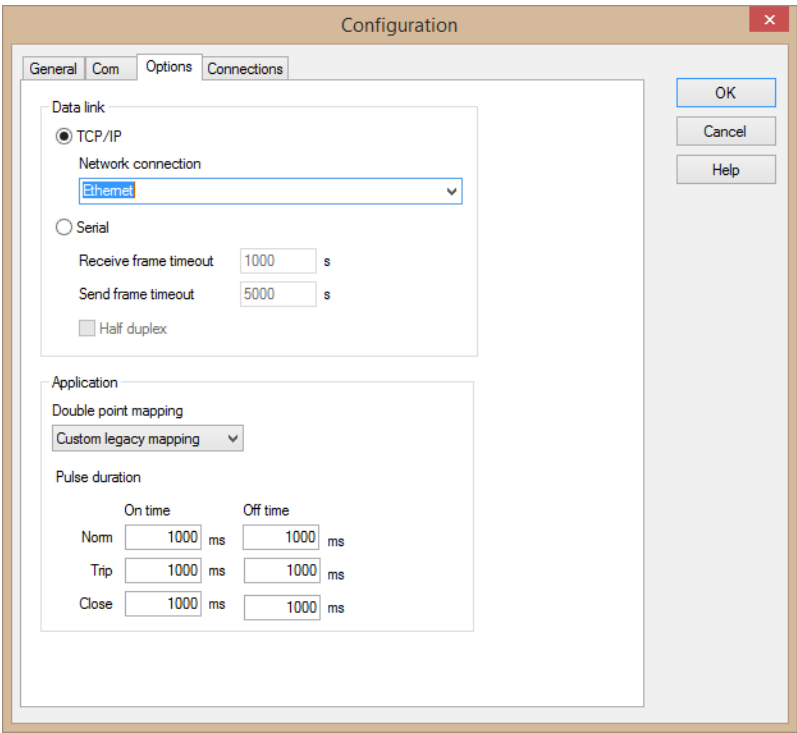 Configuration
×
General Com Options Connections
OK
Cancel
Help
Data link
TCP/IP
Network connection
Ethernet
Serial
Receive frame timeout 1000 s
Send frame timeout 5000 s
Half duplex
Application
Double point mapping
Custom legacy mapping
Pulse duration
On time Off time
Norm 1000 ms 1000 ms
Trip 1000 ms 1000 ms
Close 1000 ms 1000 ms